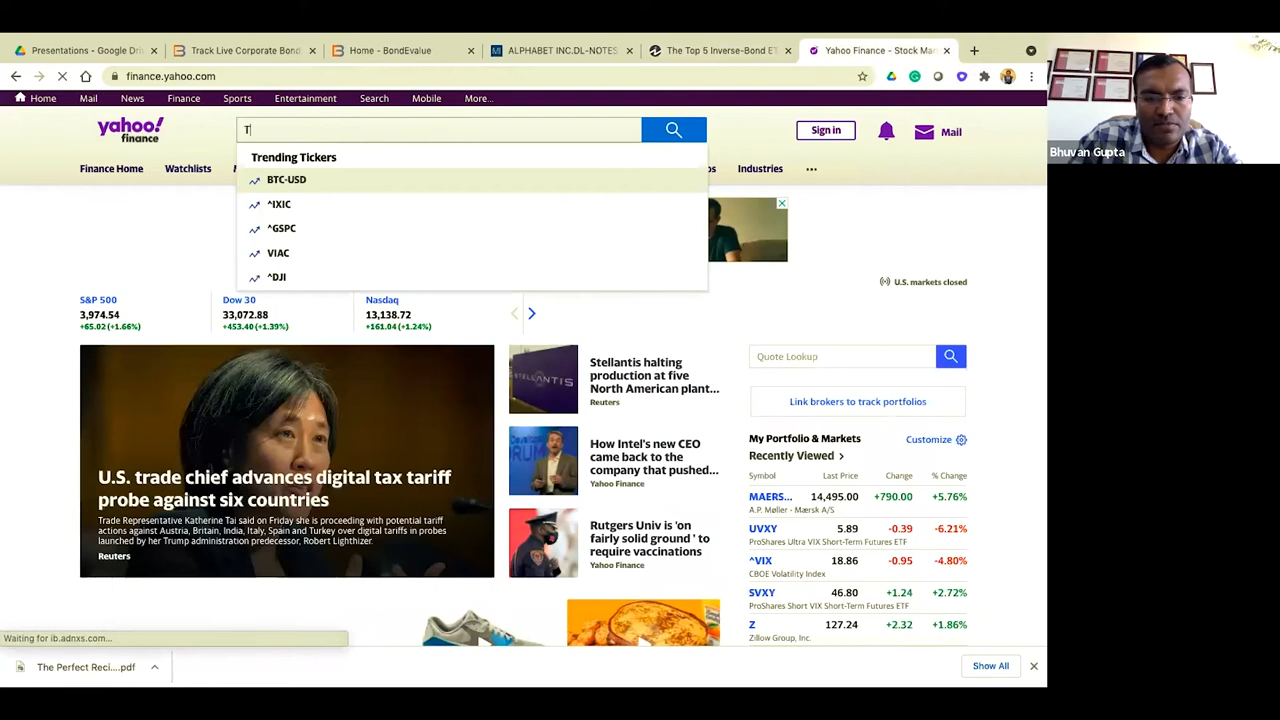 Presentations - Google Driv
Track Live Corporate Bond
Home - BondEvalue
ALPHABET INC.DL-NOTES
The Top 5 Inverse-Bond ET
Yahoo Finance - Stock Mar
finance.yahoo.com
Home Mail News Finance Sports Entertainment Search Mobile More...
yahoo!
finance
T
Sign in
Mail
Trending Tickers
BTC-USD
^IXIC
^GSPC
VIAC
^DJI
Finance Home Watchlists
Industries ...
U.S. markets closed
S&P 500
3,974.54
+65.02 (+1.66%)
Dow 30
33,072.88
+453.40 (+1.39%)
Nasdaq
13,138.72
+161.04 (+1.24%)
U.S. trade chief advances digital tax tariff
probe against six countries
Trade Representative Katherine Tai said on Friday she is proceeding with potential tariff
actions against Austria, Britain, India, Italy, Spain and Turkey over digital tariffs in probes
launched by her Trump administration predecessor, Robert Lighthizer.
Reuters
STELLANTIS
Stellantis halting
production at five
North American plant...
Reuters
How Intel's new CEO
came back to the
company that pushed...
Yahoo Finance
Rutgers Univ is 'on
fairly solid ground ' to
require vaccinations
Yahoo Finance
Quote Lookup
Link brokers to track portfolios
My Portfolio & Markets Customize
Recently Viewed
Symbol Last Price Change % Change
MAERS... 14,495.00 +790.00 +5.76%
A.P. Møller - Mærsk A/S
UVXY 5.89 -0.39 -6.21%
ProShares Ultra VIX Short-Term Futures ETF
^VIX 18.86 -0.95 -4.80%
CBOE Volatility Index
SVXY 46.80 +1.24 +2.72%
ProShares Short VIX Short-Term Futures ETF
Z 127.24 +2.32 +1.86%
Zillow Group, Inc.
Waiting for ib.adnxs.com...
The Perfect Reci....pdf
Show All
Bhuvan Gupta